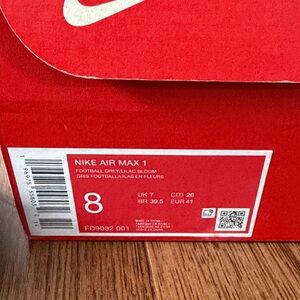 NIKE AIR MAX 1
FOOTBALL GREY/LILAC BLOOM
GRIS FOOTBALL/LILAS EN FLEURS
8
UK 7 CM 26
BR 39.5 EUR 41
FD9082 001